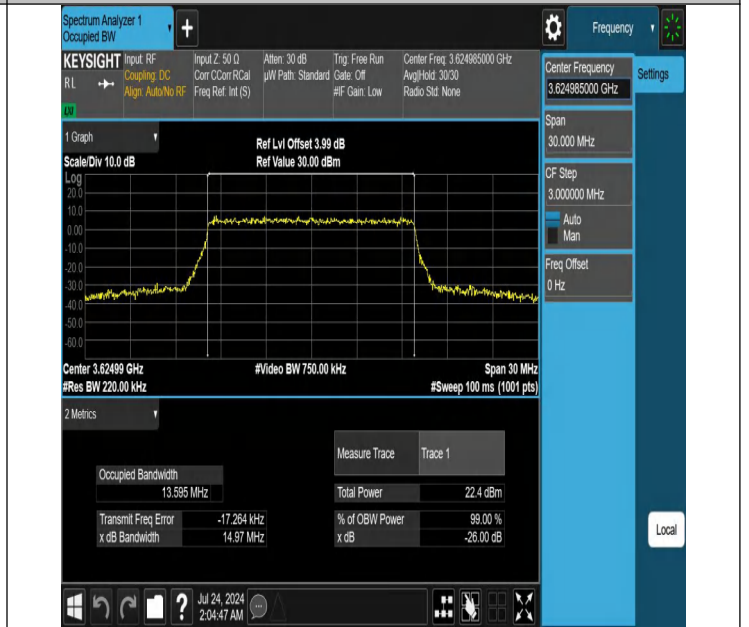 Spectrum Analyzer 1
Occupied BW
+
Frequency
KEYSIGHT
RL
LXI
Input: RF
Coupling: DC
Align: Auto/No RF
Input Z: 50 Ω
Corr CCorr RCal
Freq Ref: Int (S)
Atten: 30 dB
µW Path: Standard
Trig: Free Run
Gate: Off
#IF Gain: Low
Center Freq: 3.624985000 GHz
Avg|Hold: 30/30
Radio Std: None
1 Graph
Scale/Div 10.0 dB
Ref Lvl Offset 3.99 dB
Ref Value 30.00 dBm
Log
20.0
10.0
0.00
-10.0
-20.0
-30.0
-40.0
-50.0
-60.0
Center 3.62499 GHz
#Video BW 750.00 kHz
Span 30 MHz
#Res BW 220.00 kHz
#Sweep 100 ms (1001 pts)
2 Metrics
Measure Trace Trace 1
Occupied Bandwidth
13.595 MHz
Total Power 22.4 dBm
Transmit Freq Error -17.264 kHz
% of OBW Power 99.00 %
x dB Bandwidth 14.97 MHz
x dB -26.00 dB
Center Frequency
3.624985000 GHz
Settings
Span
30.000 MHz
CF Step
3.000000 MHz
Auto
Man
Freq Offset
0 Hz
Local
?
Jul 24, 2024
2:04:47 AM